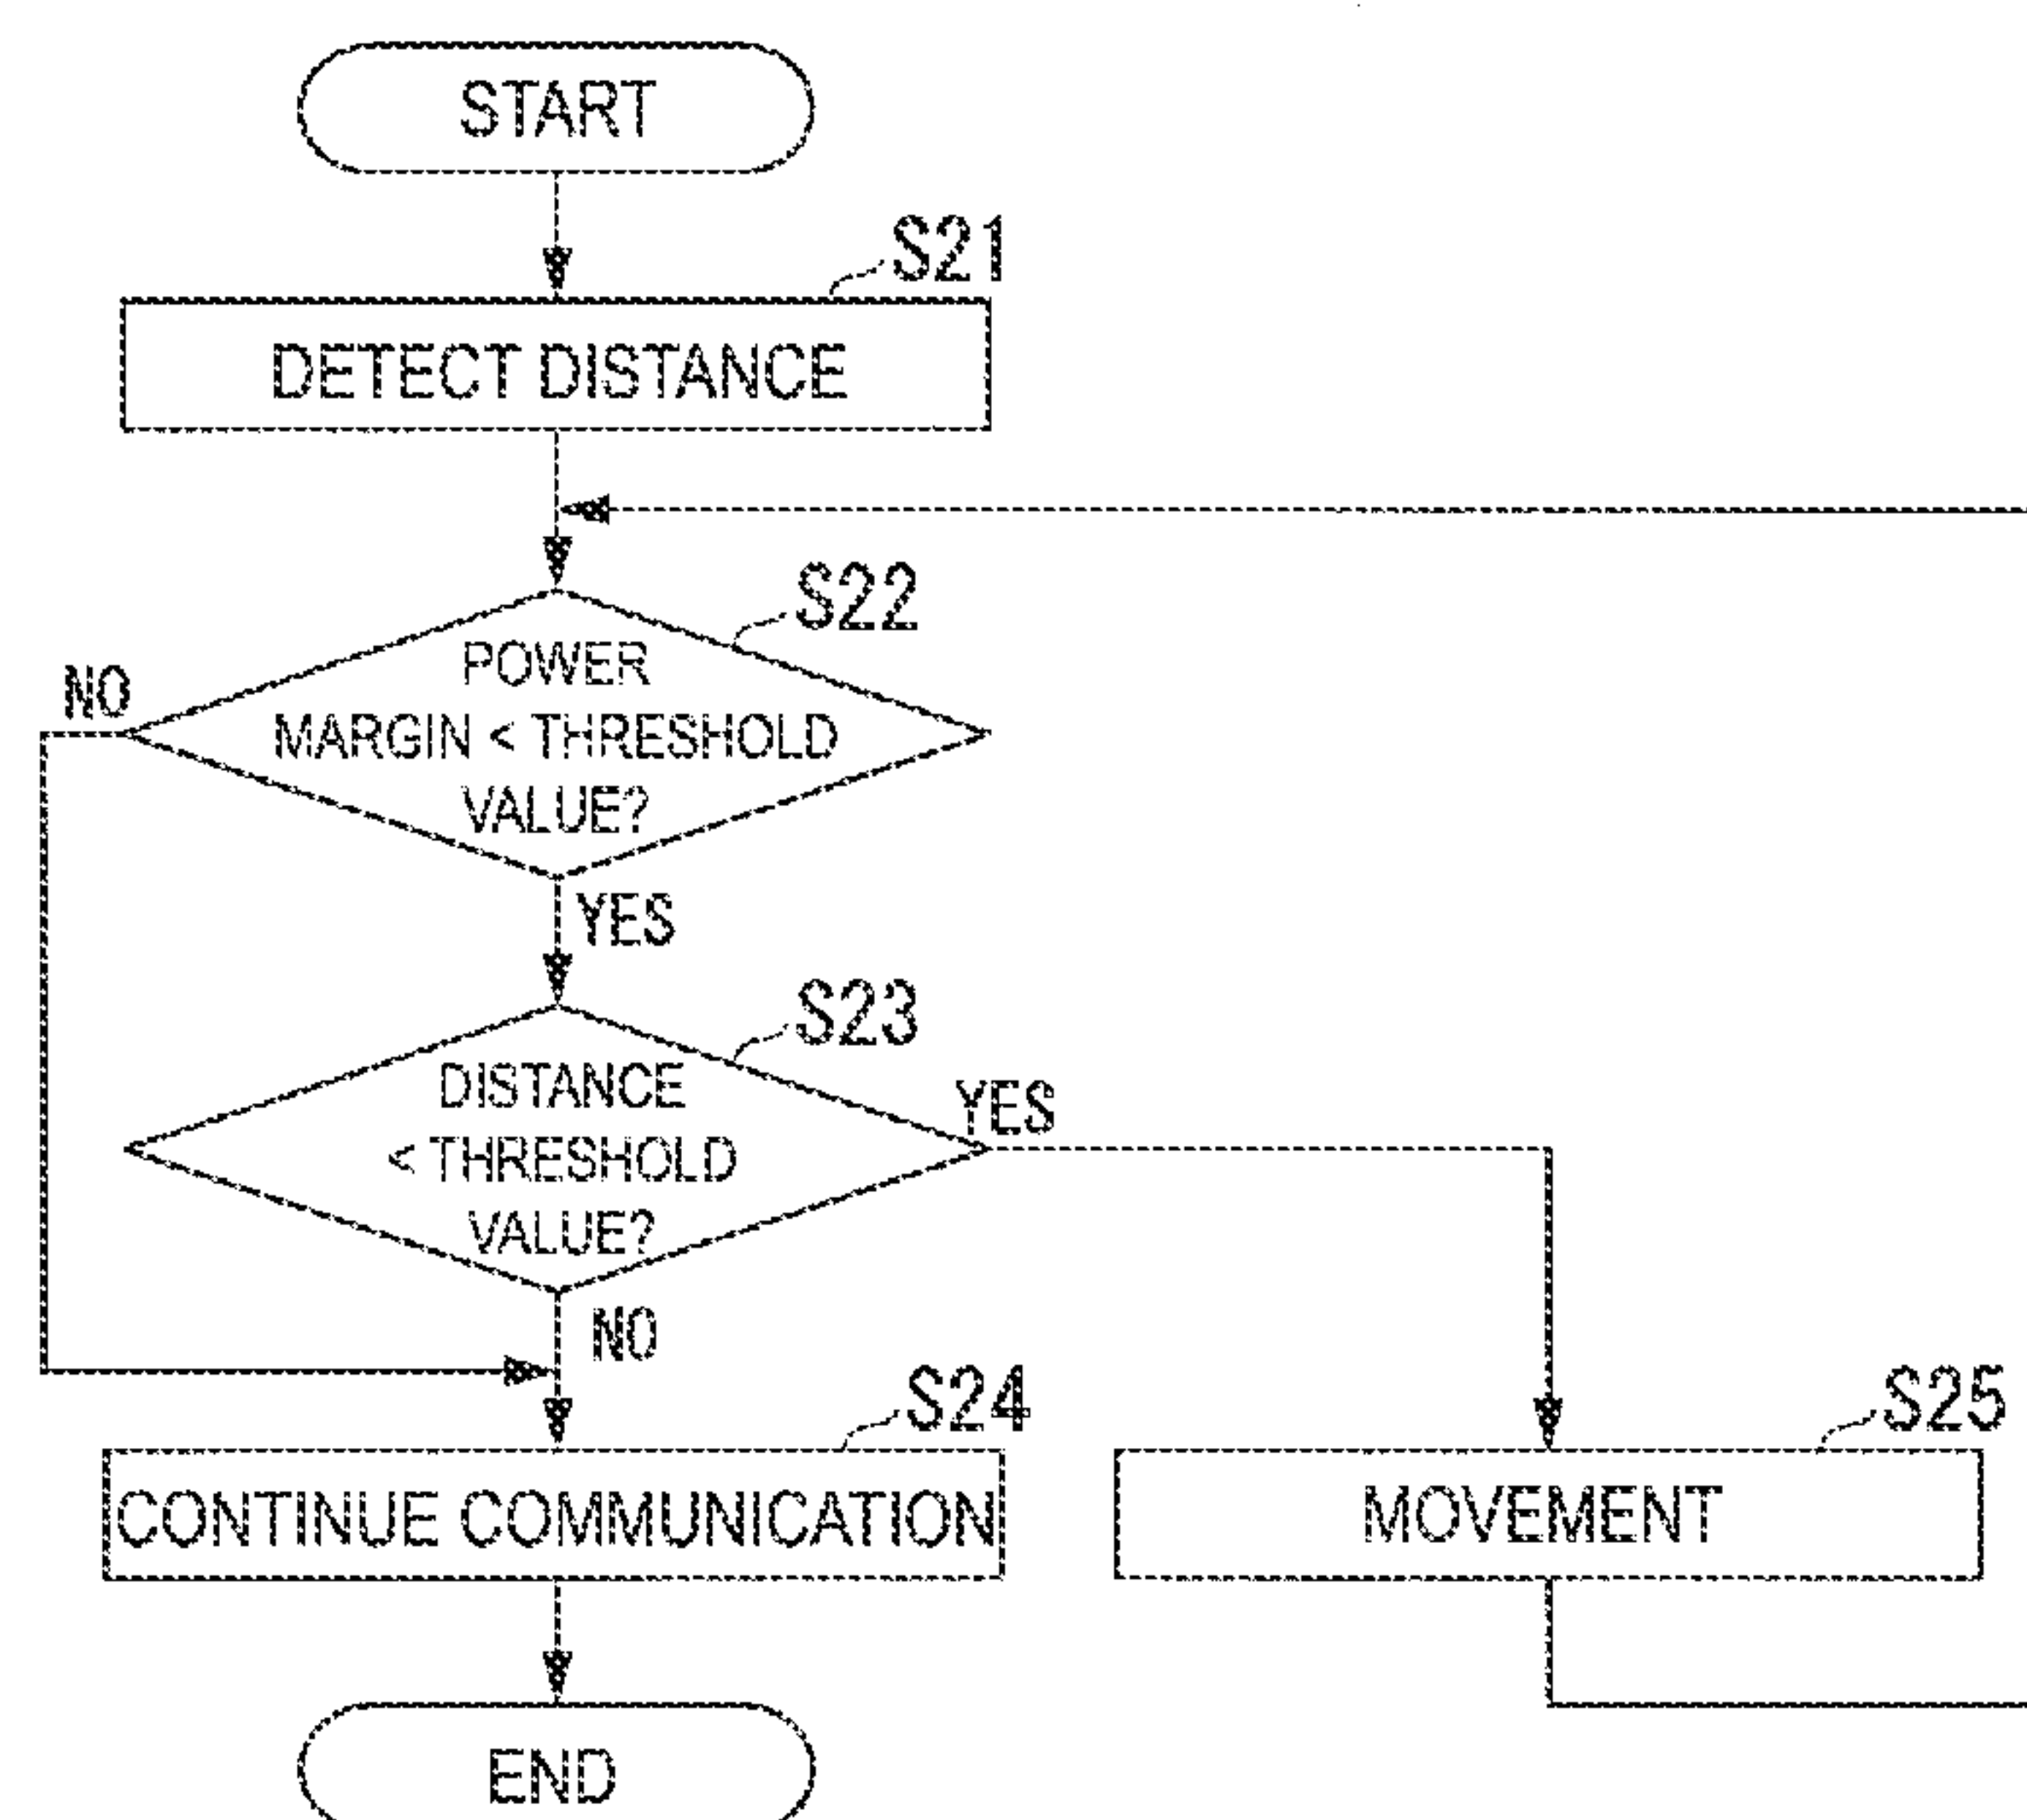 START
S21
DETECT DISTANCE
S22
POWER
MARGIN < THRESHOLD
VALUE?
NO
YES
S23
DISTANCE
< THRESHOLD
VALUE?
YES
NO
S24
CONTINUE COMMUNICATION
S25
MOVEMENT
END